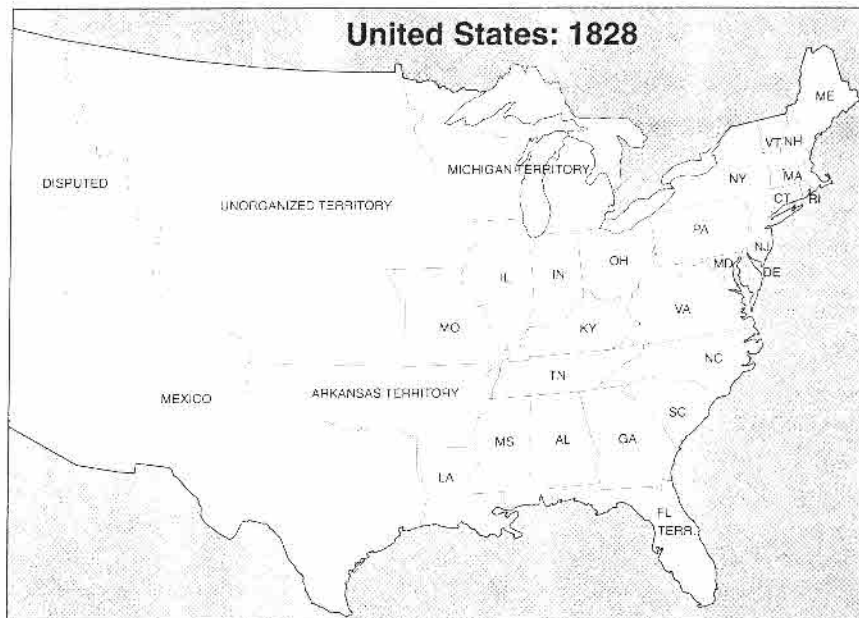 United States: 1828
ME
VT NH
MICHIGAN TERRITORY
NY
MA
DISPUTED
CT
RI
UNORGANIZED TERRITORY
PA
NJ
OH
MD
DE
IL
IN
VA
MO
KY
NC
TN
MEXICO
ARKANSAS TERRITORY
SC
MS
AL
GA
LA
FL
TERR.